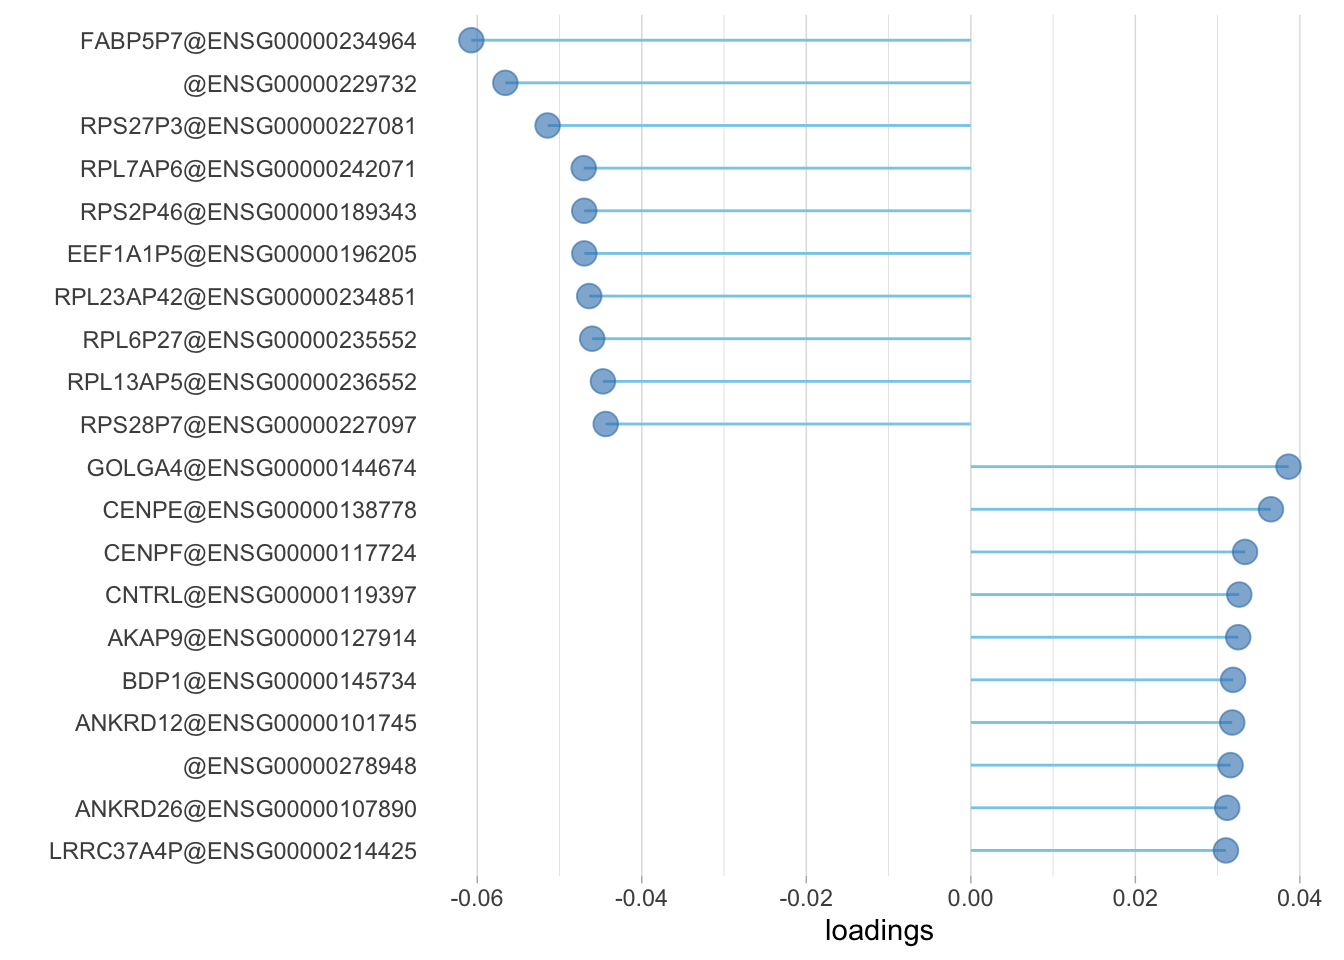 FABP5P7@ENSG00000234964
@ENSG00000229732
RPS27P3@ENSG00000227081
RPL7AP6@ENSG00000242071
RPS2P46@ENSG00000189343
EEF1A1P5@ENSG00000196205
RPL23AP42@ENSG00000234851
RPL6P27@ENSG00000235552
RPL13AP5@ENSG00000236552
RPS28P7@ENSG00000227097
GOLGA4@ENSG00000144674
CENPE@ENSG00000138778
CENPF@ENSG00000117724
CNTRL@ENSG00000119397
AKAP9@ENSG00000127914
BDP1@ENSG00000145734
ANKRD12@ENSG00000101745
@ENSG00000278948
ANKRD26@ENSG00000107890
LRRC37A4P@ENSG00000214425
-0.06 -0.04 -0.02 0.00 0.02 0.04
loadings